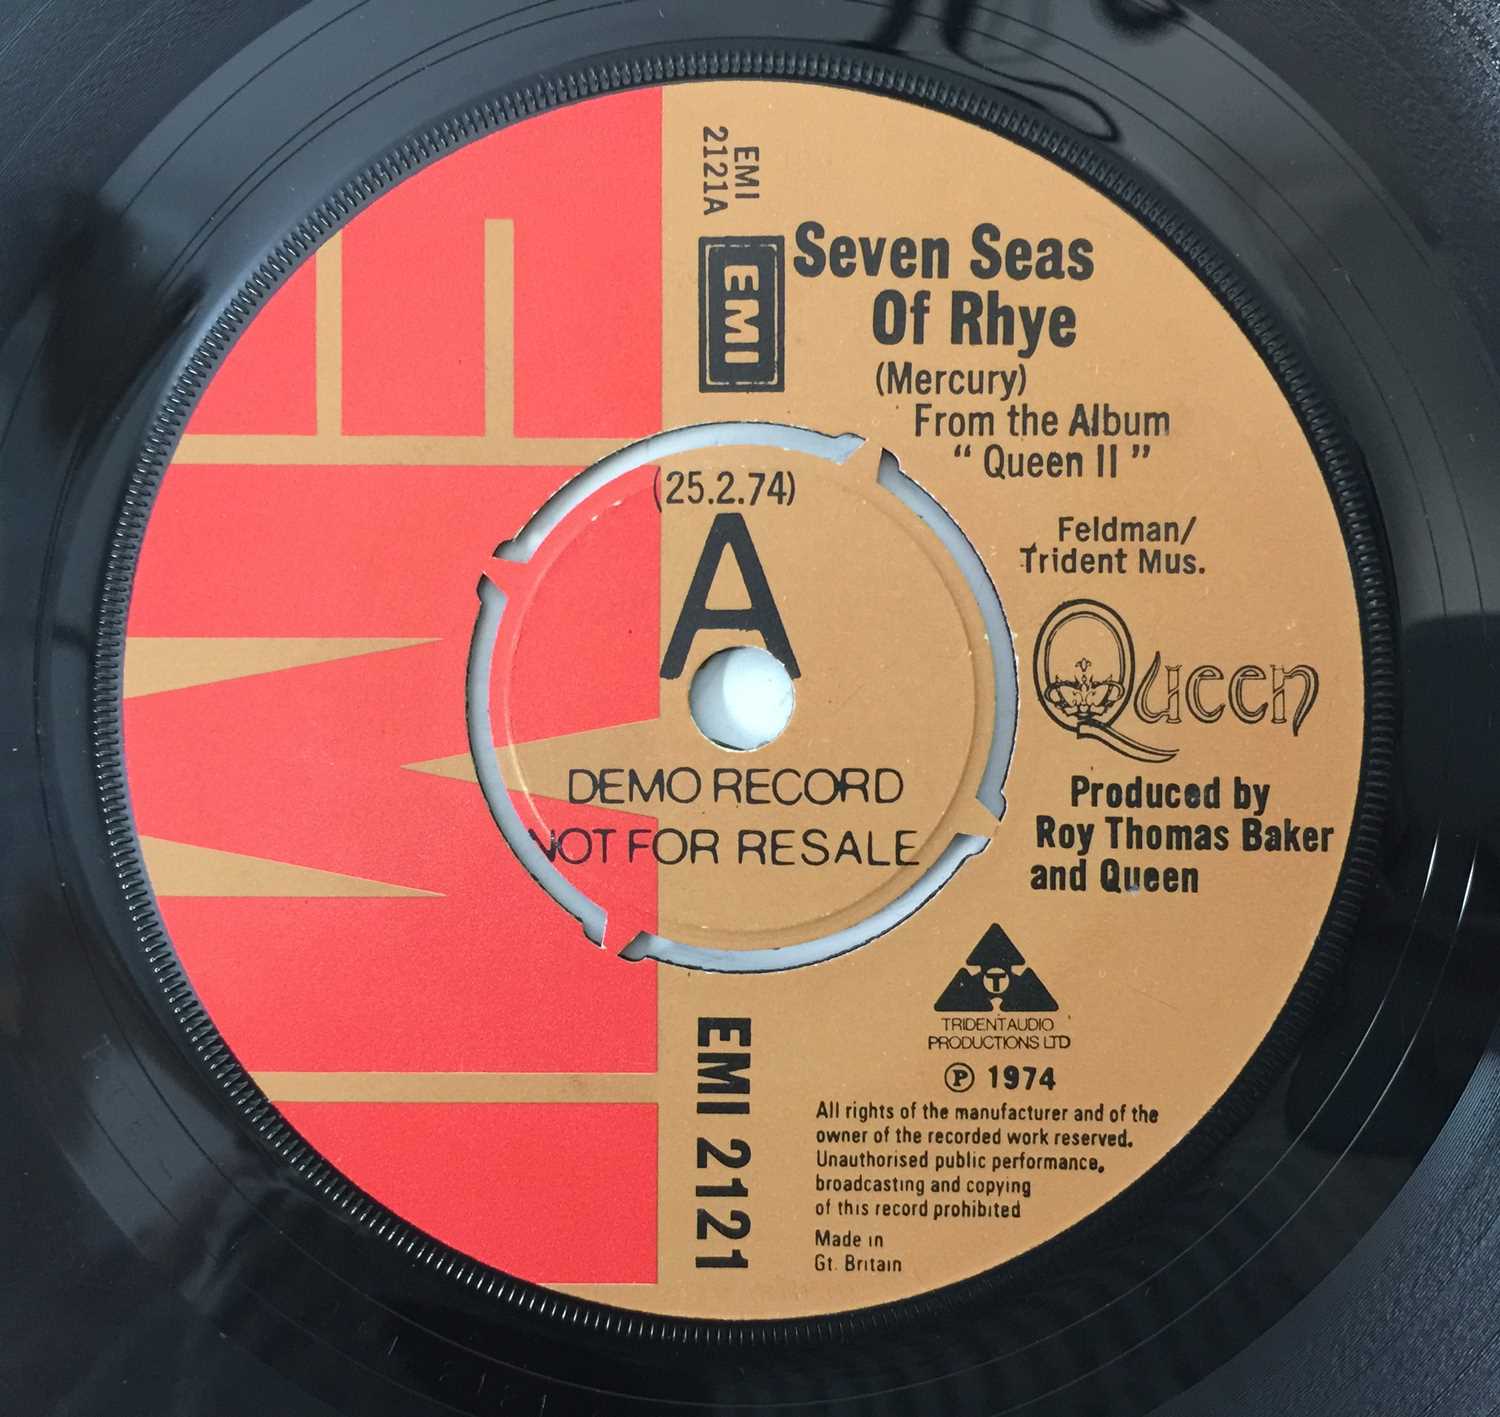 EMI
2121A
EMI
Seven Seas
Of Rhye
(Mercury)
From the Album
“ Queen II ”
(25.2.74)
A
Feldman/
Trident Mus.
Queen
DEMO RECORD
NOT FOR RESALE
Produced by
Roy Thomas Baker
and Queen
T
TRIDENT AUDIO
PRODUCTIONS LTD
℗ 1974
EMI 2121
All rights of the manufacturer and of the
owner of the recorded work reserved.
Unauthorised public performance,
broadcasting and copying
of this record prohibited
Made in
Gt. Britain
EMI